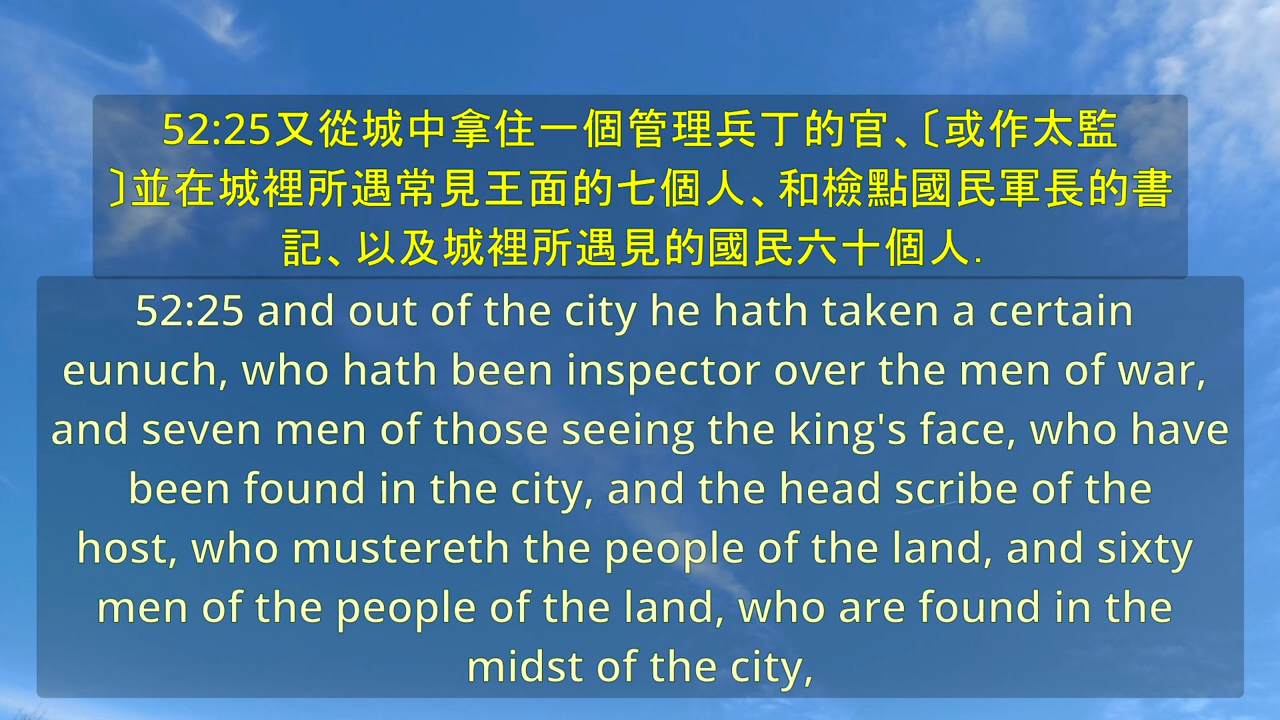 52:25又從城中拿住一個管理兵丁的官、〔或作太監
〕並在城裡所遇常見王面的七個人、和檢點國民軍長的書
記、以及城裡所遇見的國民六十個人.
52:25 and out of the city he hath taken a certain
eunuch, who hath been inspector over the men of war,
and seven men of those seeing the king's face, who have
been found in the city, and the head scribe of the
host, who mustereth the people of the land, and sixty
men of the people of the land, who are found in the
midst of the city,